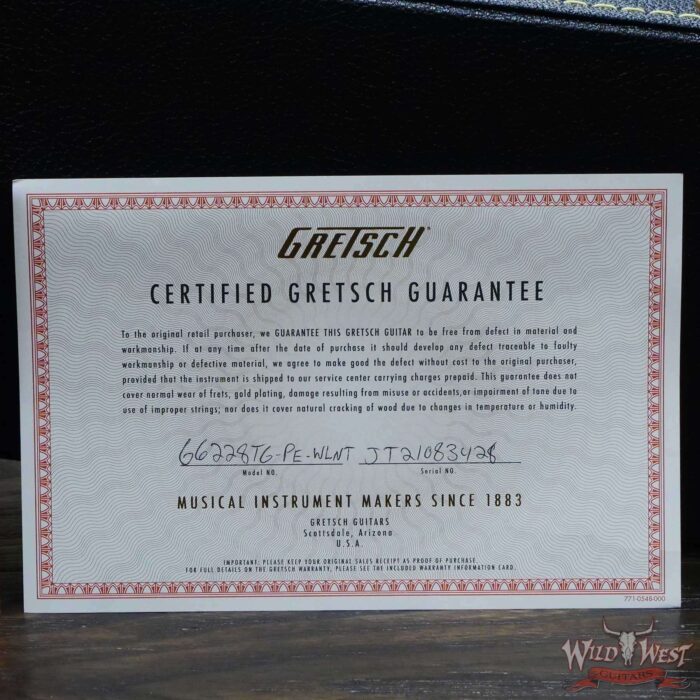 GRETSCH®
CERTIFIED GRETSCH GUARANTEE
To the original retail purchaser, we GUARANTEE THIS GRETSCH GUITAR to be free from defect in material and
workmanship. If at any time after the date of purchase it should develop any defect traceable to faulty
workmanship or defective material, we agree to make good the defect without cost to the original purchaser,
provided that the instrument is shipped to our service center carrying charges prepaid. This guarantee does not
cover normal wear of frets, gold plating, damage resulting from misuse or accidents,or impairment of tone due to
use of improper strings; nor does it cover natural cracking of wood due to changes in temperature or humidity.
G6228TG-PE-WLNT JT21083428
Model NO. Serial NO.
MUSICAL INSTRUMENT MAKERS SINCE 1883
GRETSCH GUITARS
Scottsdale, Arizona
U.S.A.
IMPORTANT: PLEASE KEEP YOUR ORIGINAL SALES RECEIPT AS PROOF OF PURCHASE.
FOR FULL DETAILS ON THE GRETSCH WARRANTY, PLEASE SEE THE INCLUDED WARRANTY INFORMATION CARD.
771-0548-000
WILD WEST
GUITARS